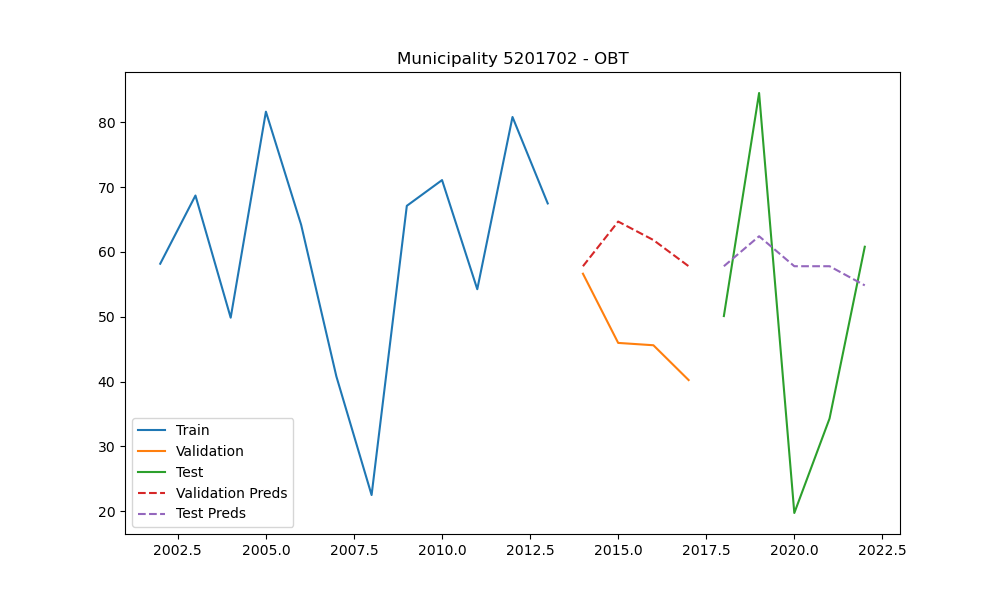 Municipality 5201702 - OBT
80
70
60
50
40
30
20
Train
Validation
Test
Validation Preds
Test Preds
2002.5 2005.0 2007.5 2010.0 2012.5 2015.0 2017.5 2020.0 2022.5